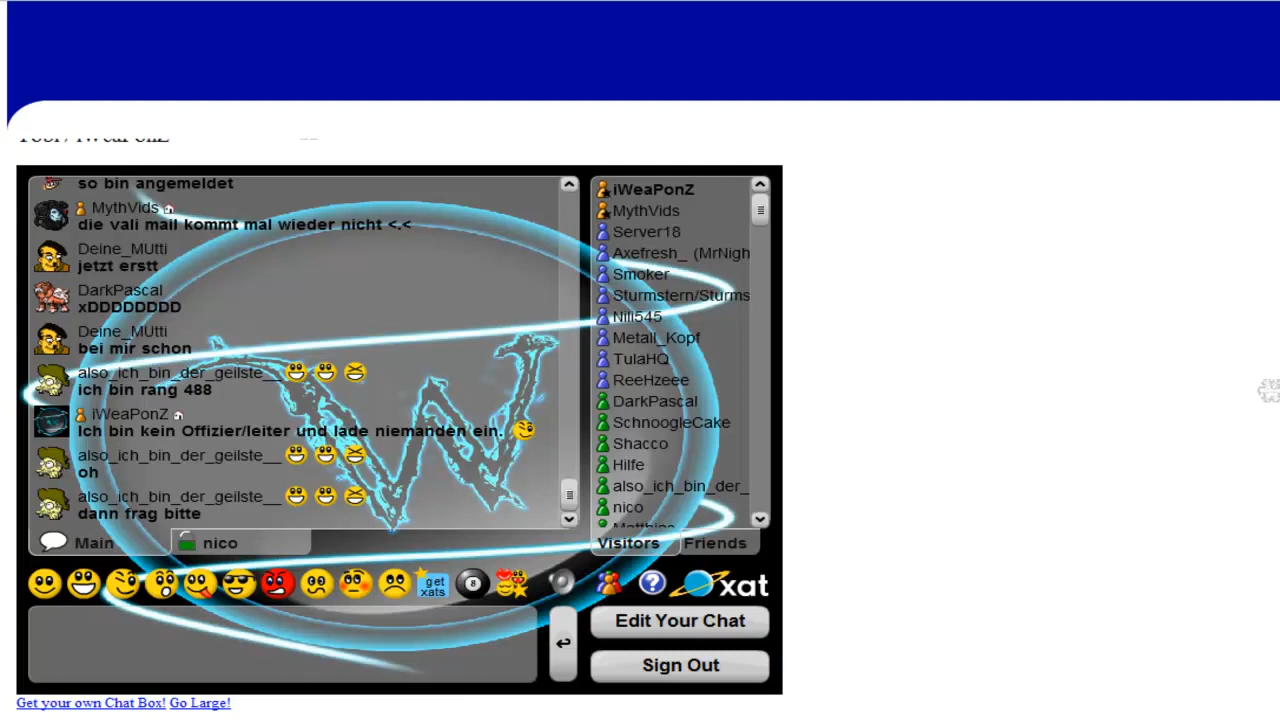 so bin angemeldet
MythVids
die vali mail kommt mal wieder nicht <.<
Deine_MUtti
jetzt erstt
DarkPascal
xDDDDDDDD
Deine_MUtti
bei mir schon
also_ich_bin_der_geilste__
ich bin rang 488
iWeaPonZ
Ich bin kein Offizier/leiter und lade niemanden ein.
also_ich_bin_der_geilste__
oh
also_ich_bin_der_geilste__
dann frag bitte
iWeaPonZ
MythVids
Server18
Axefresh_ (MrNigh
Smoker
Sturmstern/Sturms
Nifi545
Metall_Kopf
TulaHQ
ReeHzeee
DarkPascal
SchnoogleCake
Shacco
Hilfe
also_ich_bin_der_
nico
Matthias
Main
nico
Visitors
Friends
get
xats
8
xat
Edit Your Chat
Sign Out
Get your own Chat Box! Go Large!